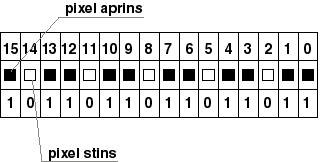 pixel aprins
15 14 13 12 11 10 9 8 7 6 5 4 3 2 1 0
1 0 1 1 0 1 1 0 1 1 0 1 1 0 1 1
pixel stins